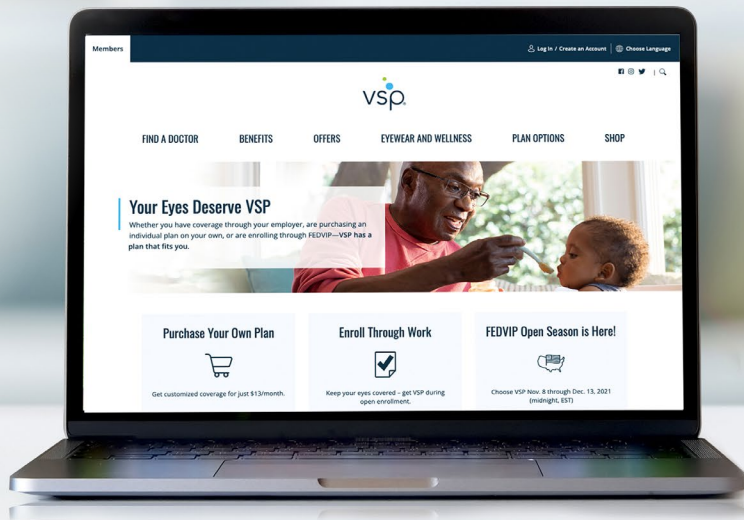 Members
Log In / Create an Account | Choose Language
vsp
FIND A DOCTOR BENEFITS OFFERS EYEWEAR AND WELLNESS PLAN OPTIONS SHOP
Your Eyes Deserve VSP
Whether you have coverage through your employer, are purchasing an
individual plan on your own, or are enrolling through FEDVIP—VSP has a
plan that fits you.
Purchase Your Own Plan
Get customized coverage for just $13/month.
Enroll Through Work
Keep your eyes covered – get VSP during
open enrollment.
FEDVIP Open Season is Here!
Choose VSP Nov. 8 through Dec. 13, 2021
(midnight, EST)